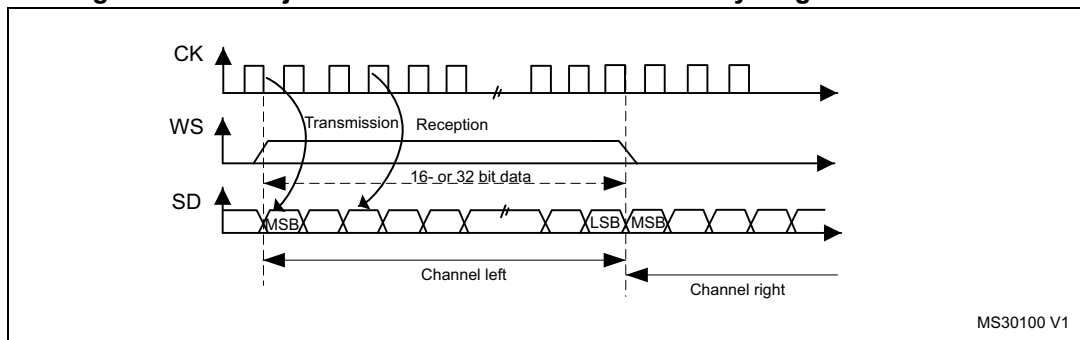 CK
Transmission
Reception
WS
16- or 32 bit data
SD
MSB
LSB
MSB
Channel left
Channel right
MS30100 V1